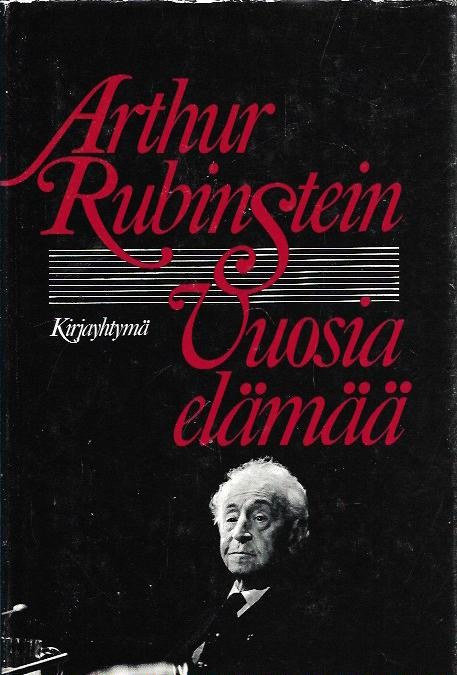 Arthur
Rubinstein
Kirjayhtymä
Vuosia
elämää